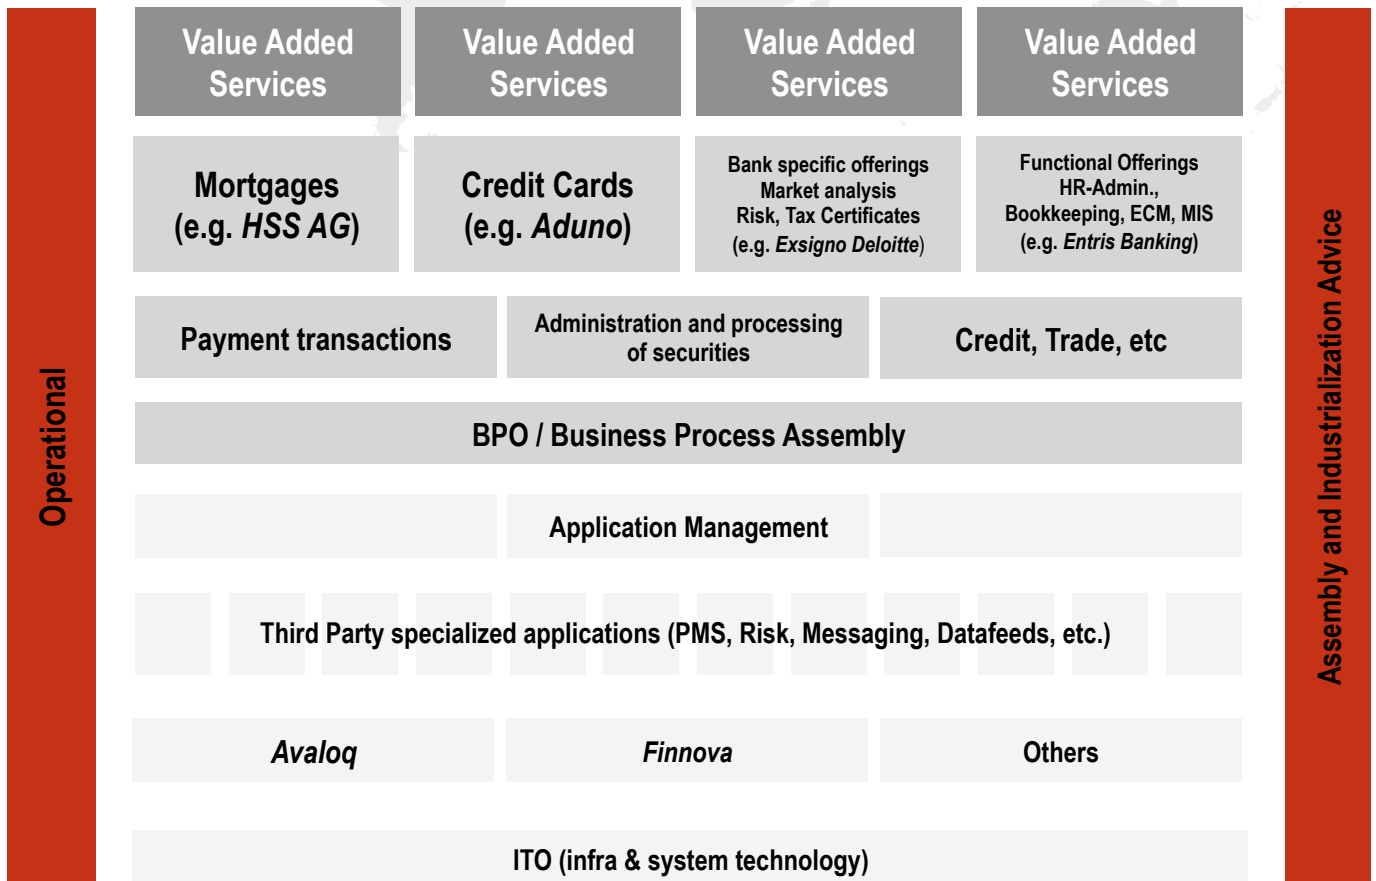 Operational
Value Added
Services
Value Added
Services
Value Added
Services
Value Added
Services
Mortgages
(e.g. HSS AG)
Credit Cards
(e.g. Aduno)
Bank specific offerings
Market analysis
Risk, Tax Certificates
(e.g. Exsigno Deloitte)
Functional Offerings
HR-Admin.,
Bookkeeping, ECM, MIS
(e.g. Entris Banking)
Payment transactions
Administration and processing
of securities
Credit, Trade, etc
BPO / Business Process Assembly
Application Management
Third Party specialized applications (PMS, Risk, Messaging, Datafeeds, etc.)
Avaloq
Finnova
Others
ITO (infra & system technology)
Assembly and Industrialization Advice